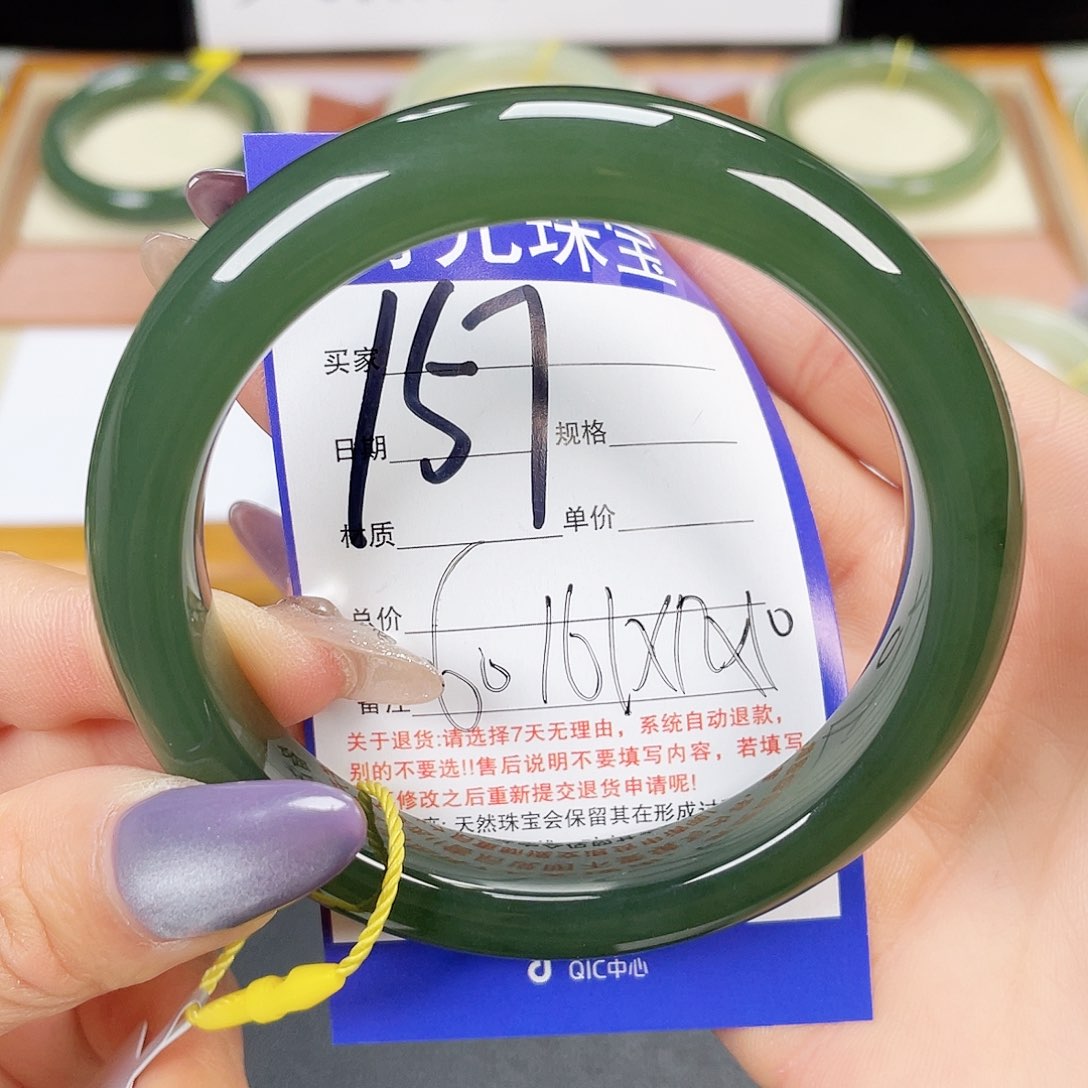 元珠宝
157
买家
日期 规格
材质 单价
总价
60 161x12x10
备注
关于退货:请选择7天无理由，系统自动退款，
别的不要选!!售后说明不要填写内容，若填写
修改之后重新提交退货申请呢!
天然珠宝会保留其在形成过
QIC中心